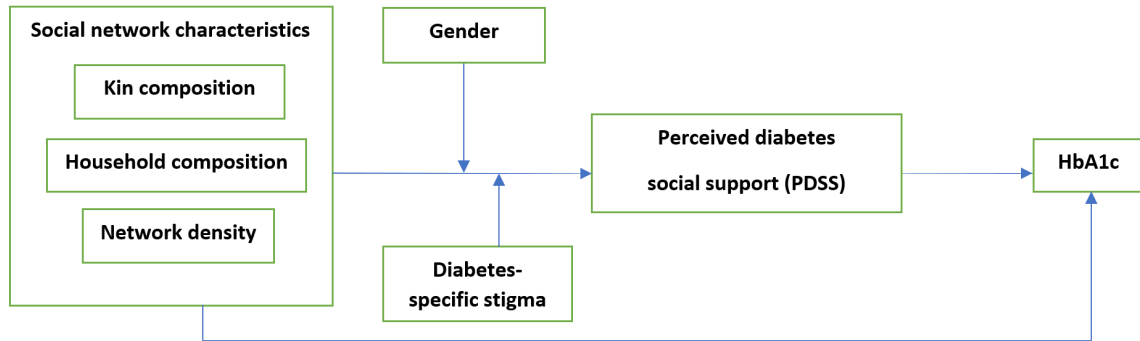 Social network characteristics
Kin composition
Household composition
Network density
Gender
Diabetes-
specific stigma
Perceived diabetes
social support (PDSS)
HbA1c